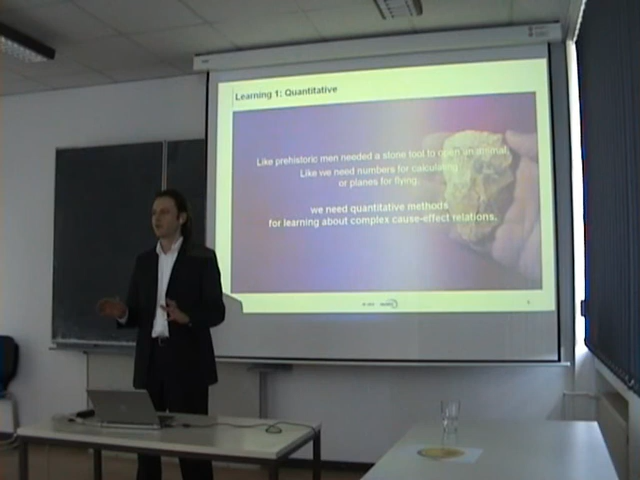 Learning 1: Quantitative
Like prehistoric men needed a stone tool to open an animal,
Like we need numbers for calculating
or planes for flying,
we need quantitative methods
for learning about complex cause-effect relations.